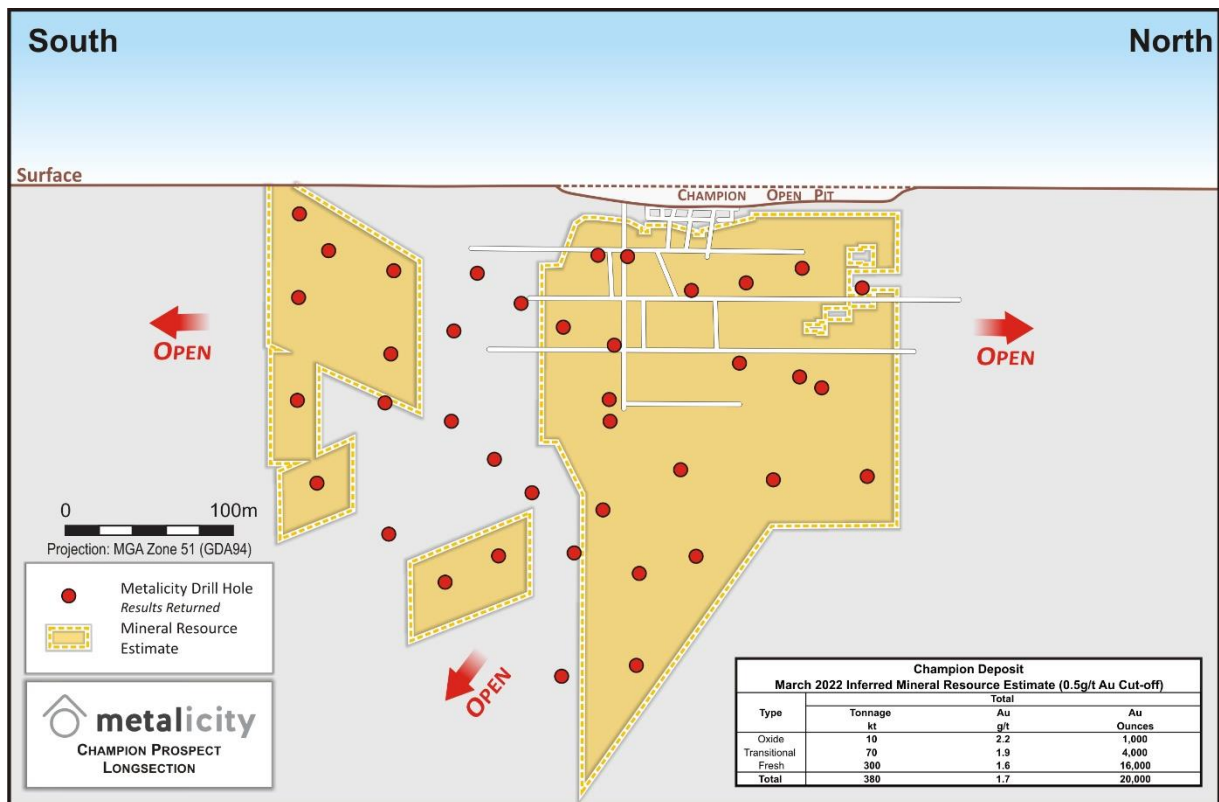 South
North
Surface
CHAMPION OPEN PIT
OPEN
OPEN
OPEN
0 100m
Projection: MGA Zone 51 (GDA94)
Metalicity Drill Hole
Results Returned
Mineral Resource
Estimate
metalicity
CHAMPION PROSPECT
LONGSECTION
Champion Deposit
March 2022 Inferred Mineral Resource Estimate (0.5g/t Au Cut-off)
Total
Type Tonnage Au Au
kt g/t Ounces
Oxide 10 2.2 1,000
Transitional 70 1.9 4,000
Fresh 300 1.6 16,000
Total 380 1.7 20,000